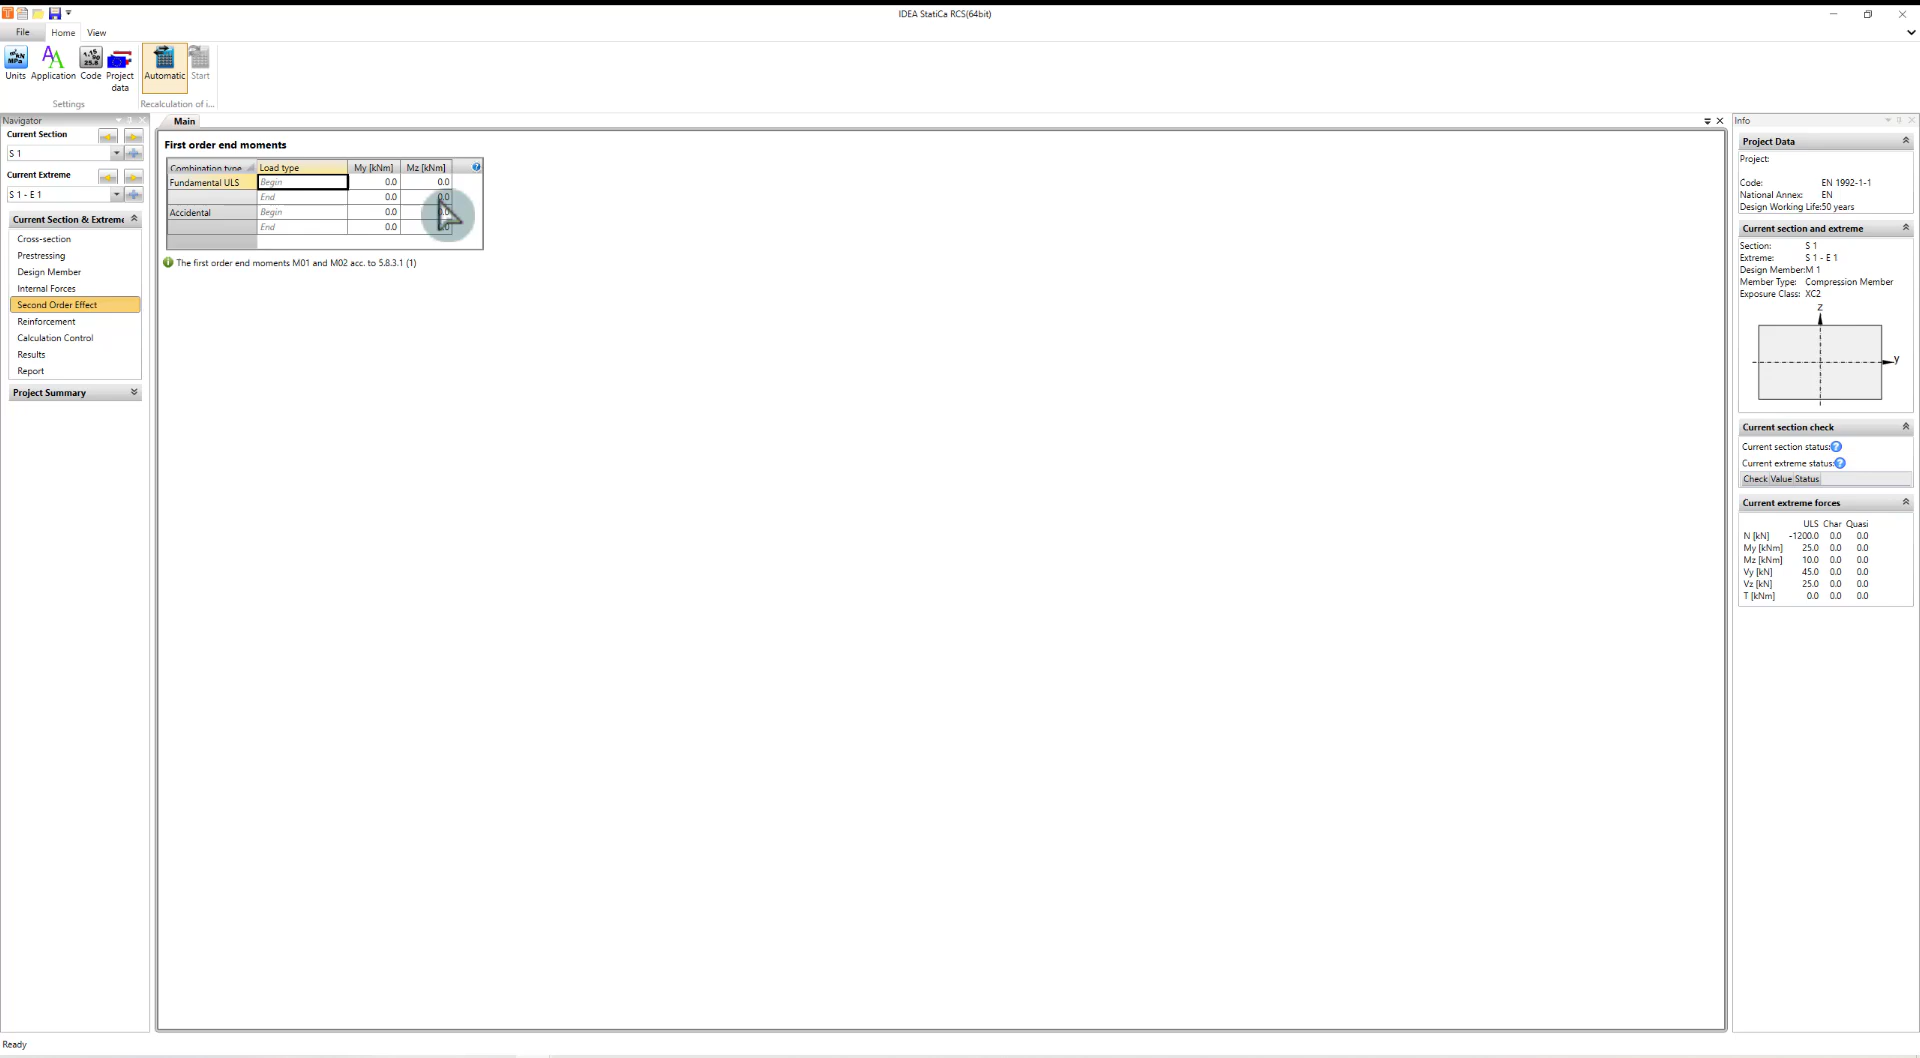 IDEA StatiCa RCS(64bit)
File Home View
Units Application Code Project data Automatic Start
Settings Recalculation of i...
Navigator
Current Section
S 1
Current Extreme
S 1 - E 1
Current Section & Extreme
Cross-section
Prestressing
Design Member
Internal Forces
Second Order Effect
Reinforcement
Calculation Control
Results
Report
Project Summary
Main
First order end moments
Combination type Load type My [kNm] Mz [kNm]
Fundamental ULS Begin 0.0 0.0
End 0.0 0.0
Accidental Begin 0.0 0.0
End 0.0
The first order end moments M01 and M02 acc. to 5.8.3.1 (1)
Info
Project Data
Project:
Code: EN 1992-1-1
National Annex: EN
Design Working Life:50 years
Current section and extreme
Section: S 1
Extreme: S 1 - E 1
Design Member:M 1
Member Type: Compression Member
Exposure Class: XC2
Z
y
Current section check
Current section status:
Current extreme status:
Check Value Status
Current extreme forces
ULS Char Quasi
N [kN] -1200.0 0.0 0.0
My [kNm] 25.0 0.0 0.0
Mz [kNm] 10.0 0.0 0.0
Vy [kN] 45.0 0.0 0.0
Vz [kN] 25.0 0.0 0.0
T [kNm] 0.0 0.0 0.0
Ready